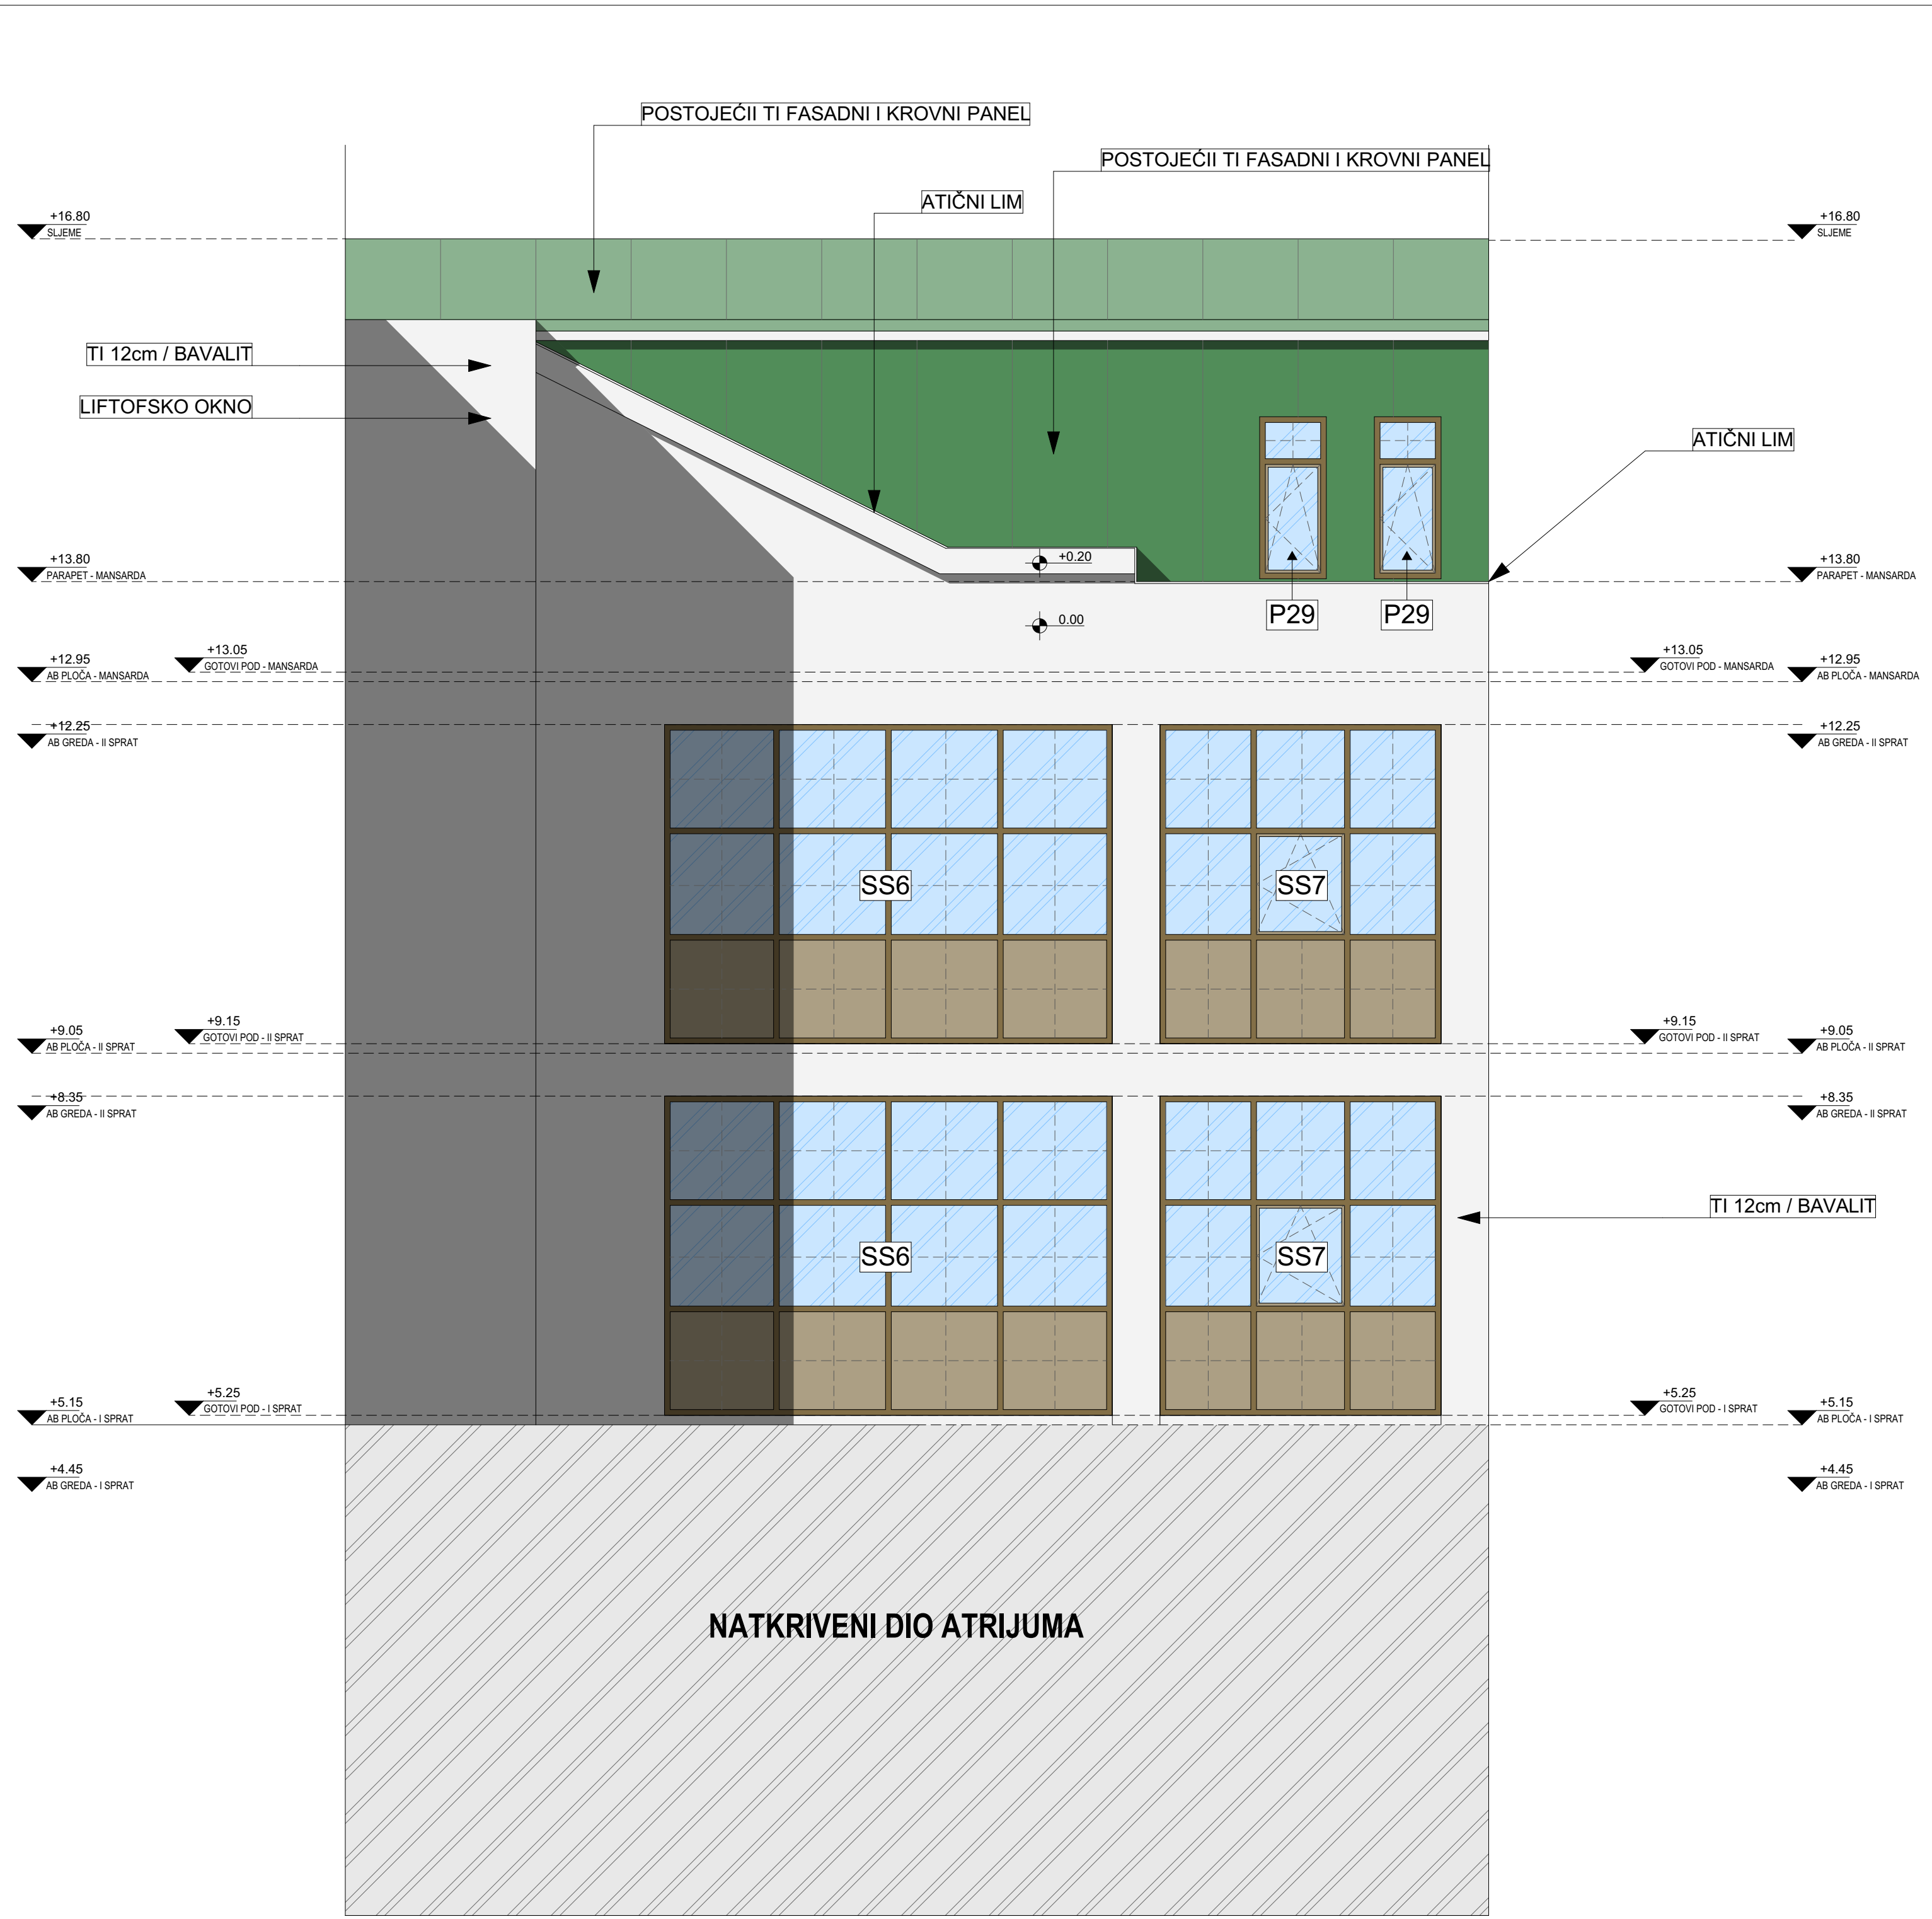 POSTOJEĆII TI FASADNI I KROVNI PANEL
POSTOJEĆII TI FASADNI I KROVNI PANEL
ATIČNI LIM
+16.80
SLJEME
+16.80
SLJEME
TI 12cm / BAVALIT
LIFTOFSKO OKNO
ATIČNI LIM
+13.80
PARAPET - MANSARDA
+0.20
+13.80
PARAPET - MANSARDA
P29
P29
0.00
+12.95
AB PLOČA - MANSARDA
+13.05
GOTOVI POD - MANSARDA
+13.05
GOTOVI POD - MANSARDA
+12.95
AB PLOČA - MANSARDA
+12.25
AB GREDA - II SPRAT
+12.25
AB GREDA - II SPRAT
SS6
SS7
+9.05
AB PLOČA - II SPRAT
+9.15
GOTOVI POD - II SPRAT
+9.15
GOTOVI POD - II SPRAT
+9.05
AB PLOČA - II SPRAT
+8.35
AB GREDA - II SPRAT
+8.35
AB GREDA - II SPRAT
TI 12cm / BAVALIT
SS6
SS7
+5.15
AB PLOČA - I SPRAT
+5.25
GOTOVI POD - I SPRAT
+5.25
GOTOVI POD - I SPRAT
+5.15
AB PLOČA - I SPRAT
+4.45
AB GREDA - I SPRAT
+4.45
AB GREDA - I SPRAT
NATKRIVENI DIO ATRIJUMA